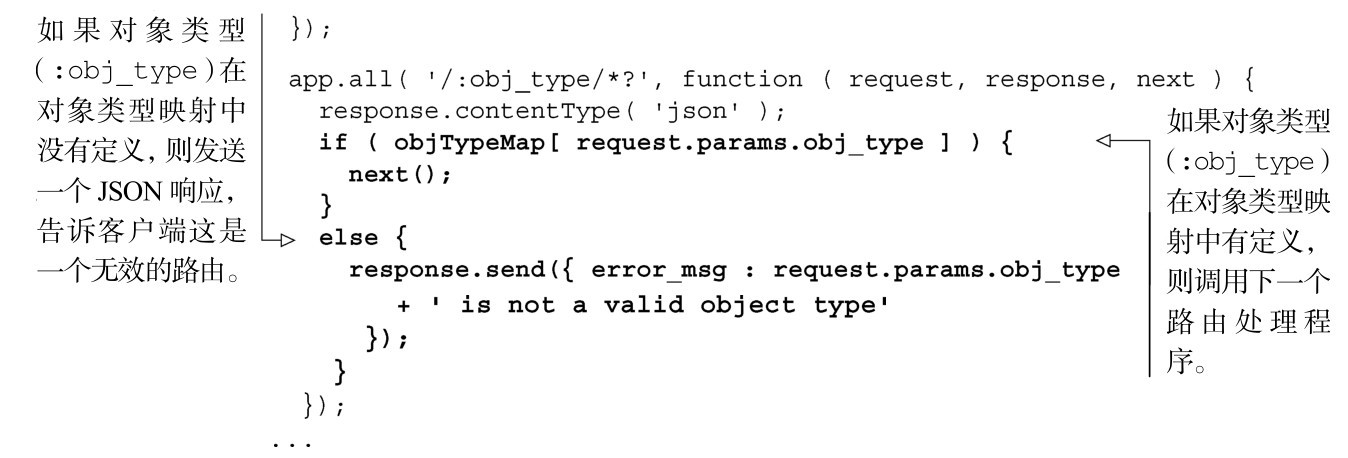 如果对象类型
(:obj_type)在
对象类型映射中
没有定义，则发送
一个 JSON 响应，
告诉客户端这是
一个无效的路由。
});
app.all( '/:obj_type/*?', function ( request, response, next ) {
response.contentType( 'json' );
if ( objTypeMap[ request.params.obj_type ] ) {
next();
}
else {
response.send({ error_msg : request.params.obj_type
+ ' is not a valid object type'
});
}
});
...
如果对象类型
(:obj_type)
在对象类型映
射中有定义，
则调用下一个
路由处理程
序。